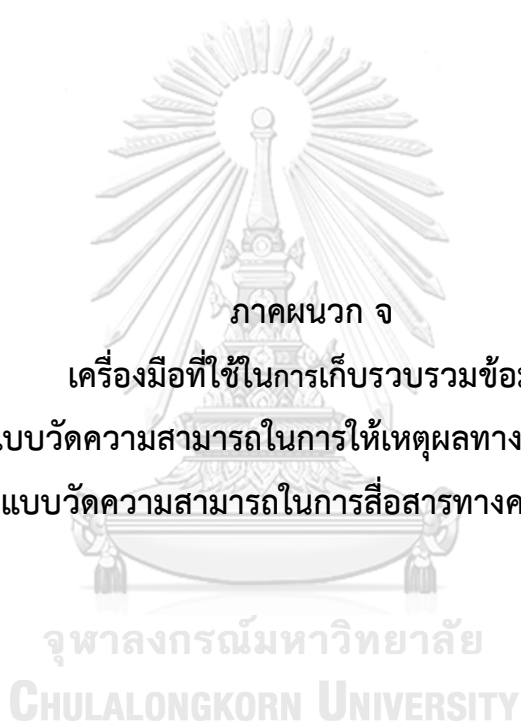 ภาคผนวก จ
เครื่องมือที่ใช้ในการเก็บรวบรวมข้อ
บบวัดความสามารถในการให้เหตุผลทาง
แบบวัดความสามารถในการสื่อสารทางค
จุฬาลงกรณ์มหาวิทยาลัย
CHULALONGKORN UNIVERSITY